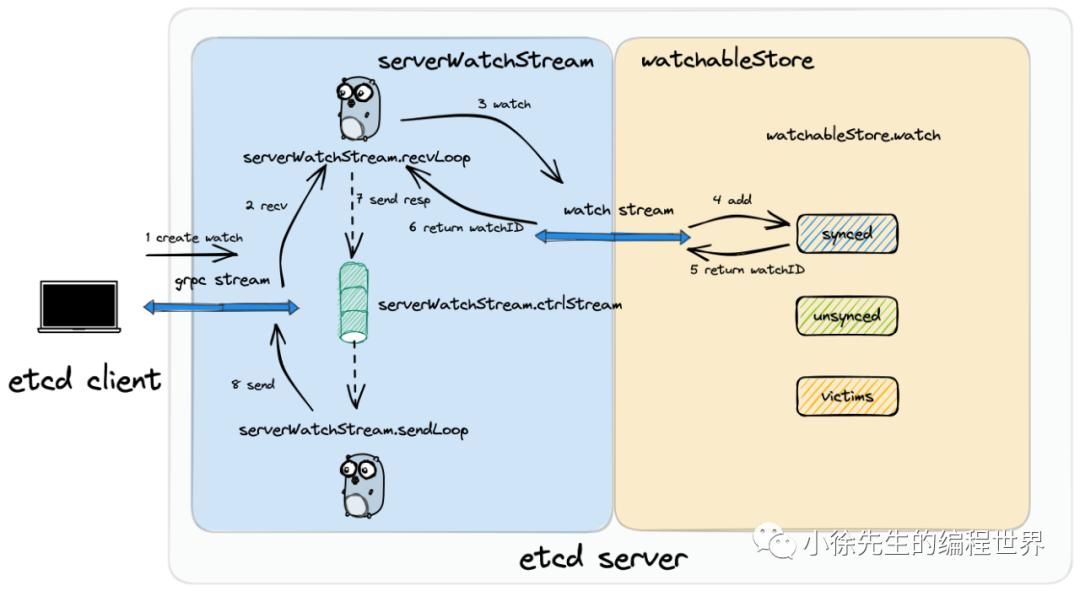 serverWatchStream
watchableStore
3 watch
watchableStore.watch
serverWatchStream.recvLoop
2 recv
7 send resp
6 return watchID
watch stream
4 add
synced
5 return watchID
1 create watch
grpc stream
serverWatchStream.ctrlStream
unsynced
etcd client
8 send
victims
serverWatchStream.sendLoop
小徐先生的编程世界
etcd server